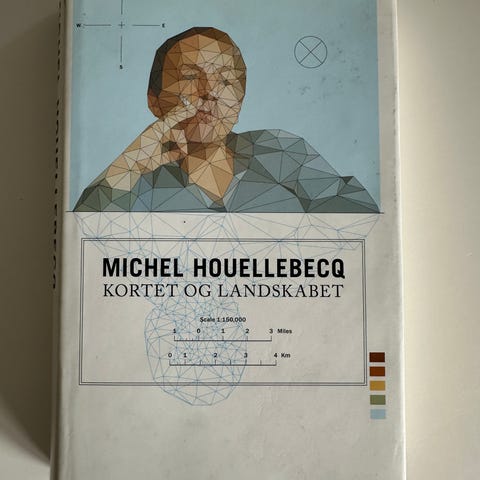 W E
S
MICHEL HOUELLEBECQ
KORTET OG LANDSKABET
Scale 1:150,000
1 0 1 2 3 Miles
0 1 2 3 4 Km